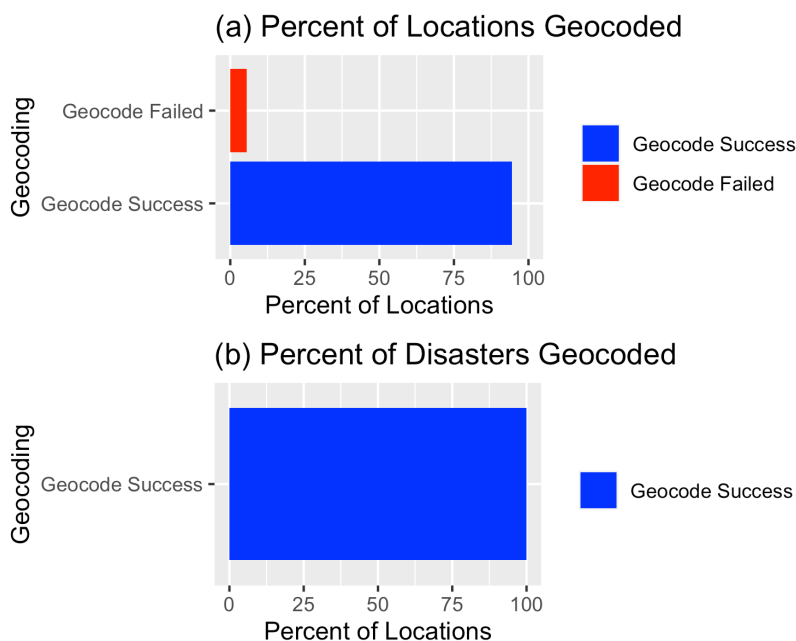 (a) Percent of Locations Geocoded
Geocoding
Geocode Failed
Geocode Success
0 25 50 75 100
Percent of Locations
Geocode Success
Geocode Failed
(b) Percent of Disasters Geocoded
Geocoding
Geocode Success
0 25 50 75 100
Percent of Locations
Geocode Success